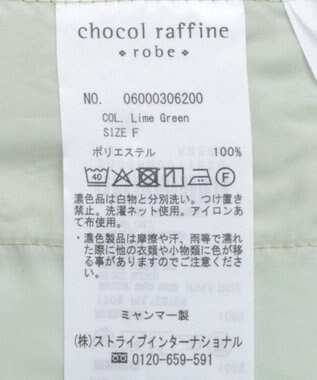 chocol raffine
robe
NO. 06000306200
COL. Lime Green
SIZE F
ポリエステル 100%
40 F
濃色品は白物と分別洗い。つけ置き
禁止。洗濯ネット使用。アイロンあ
て布使用。
・濃色製品は摩擦や汗、雨等で濡れ
た際に他の衣類や小物類に色が移
る事がありますのでご注意くださ
い。
ミャンマー製
(株)ストライプインターナショナル
0120-659-591